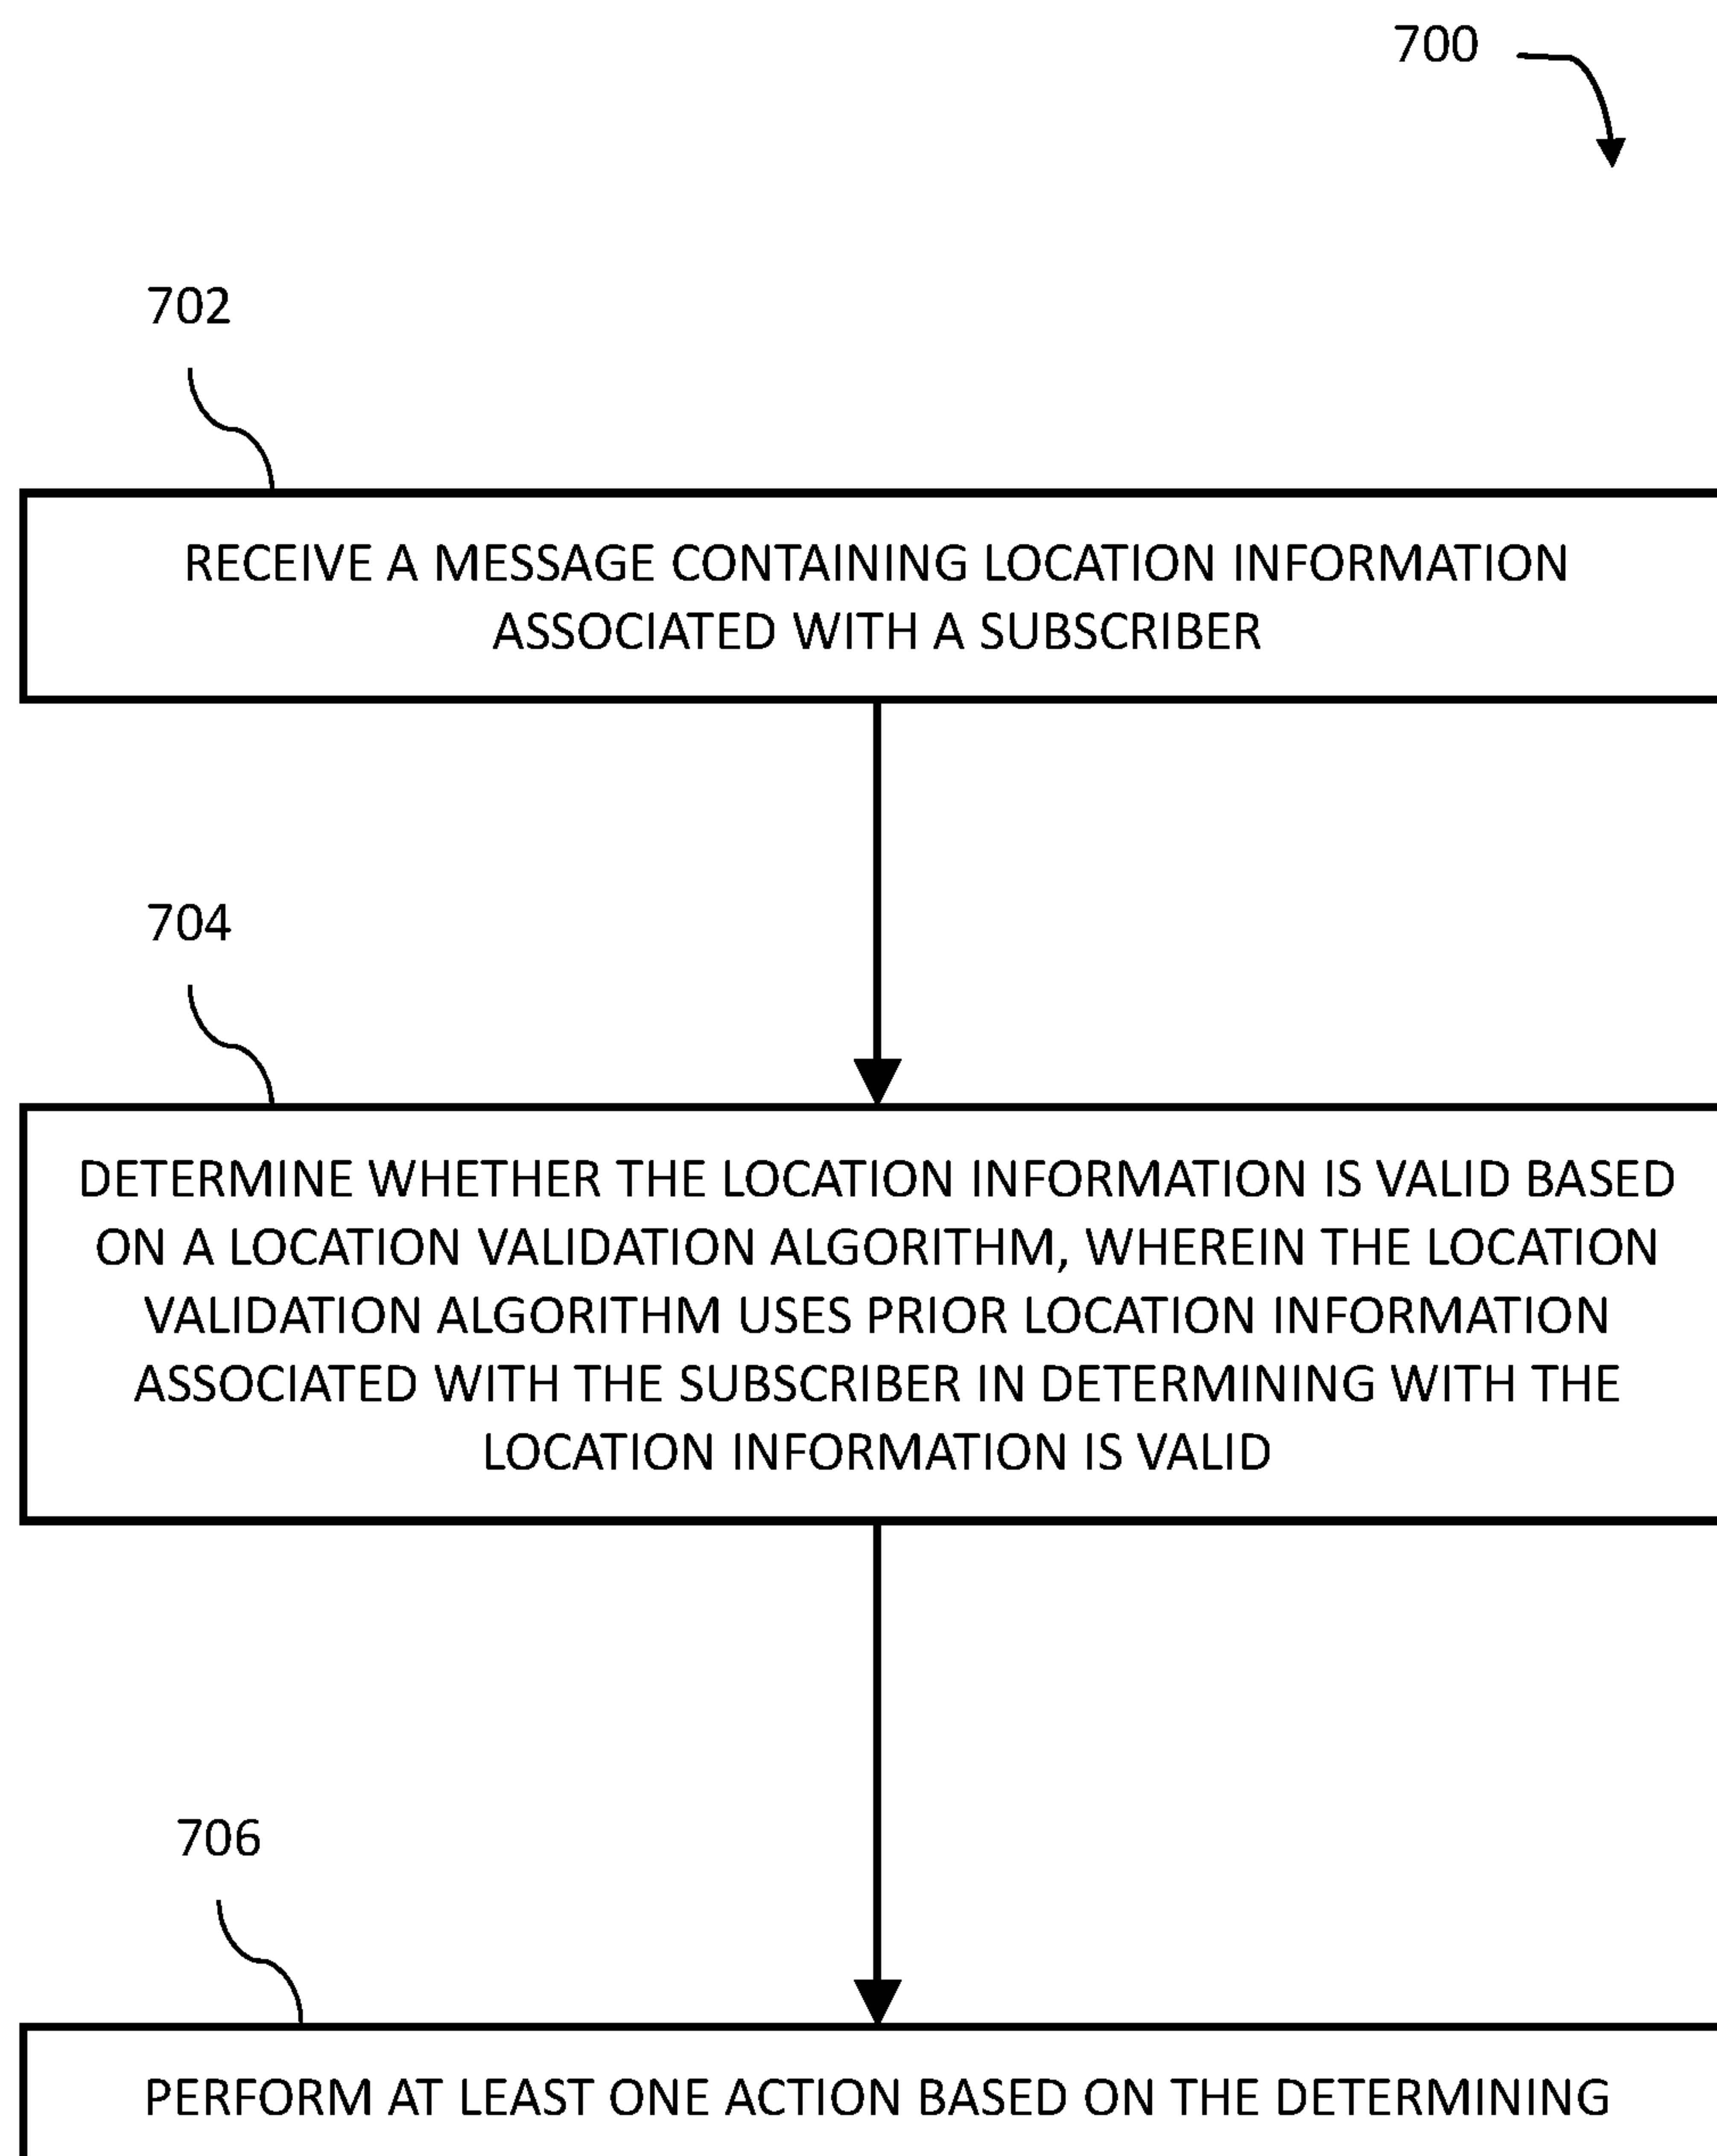 700
702
RECEIVE A MESSAGE CONTAINING LOCATION INFORMATION
ASSOCIATED WITH A SUBSCRIBER
704
DETERMINE WHETHER THE LOCATION INFORMATION IS VALID BASED
ON A LOCATION VALIDATION ALGORITHM, WHEREIN THE LOCATION
VALIDATION ALGORITHM USES PRIOR LOCATION INFORMATION
ASSOCIATED WITH THE SUBSCRIBER IN DETERMINING WITH THE
LOCATION INFORMATION IS VALID
706
PERFORM AT LEAST ONE ACTION BASED ON THE DETERMINING